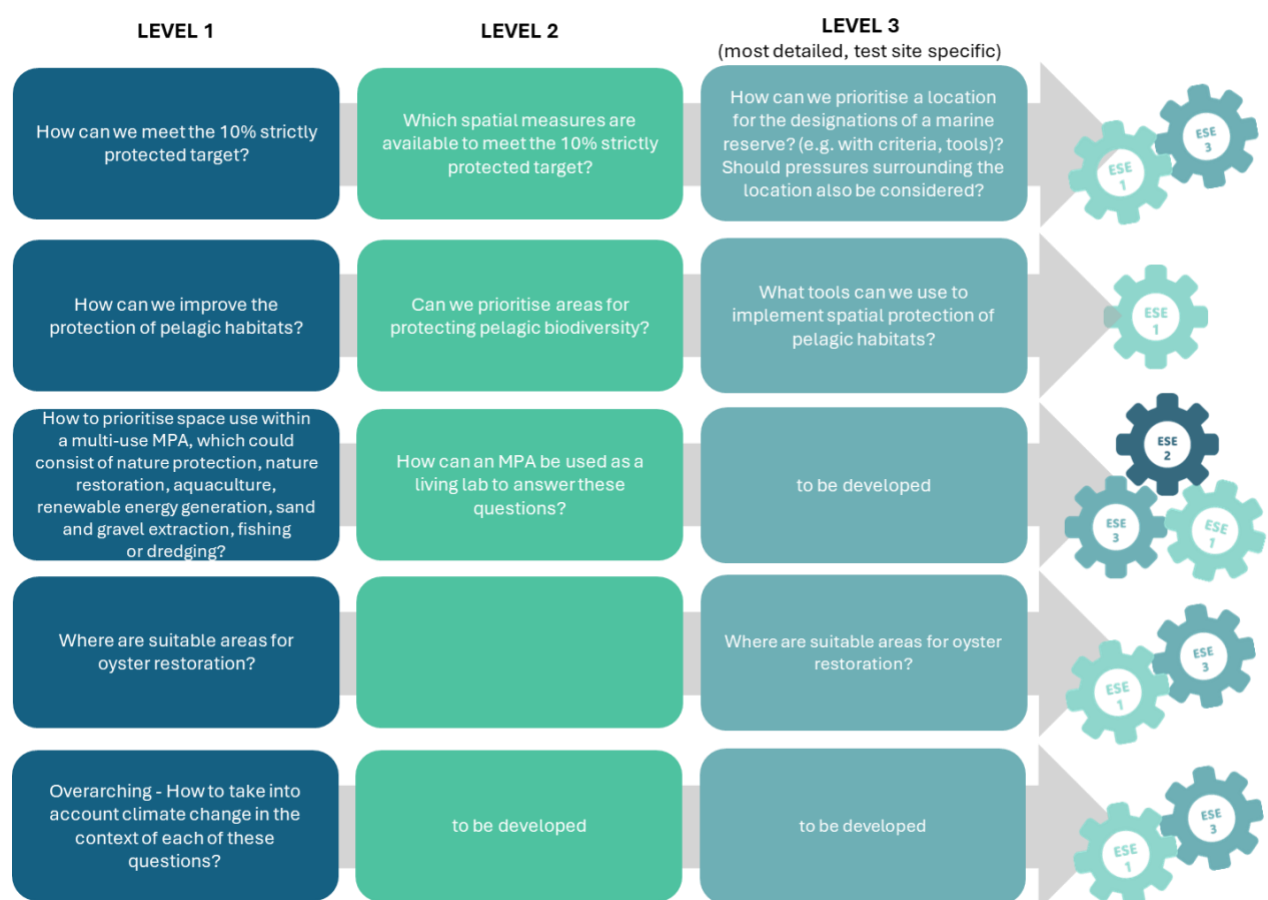 LEVEL 1
LEVEL 2
LEVEL 3
(most detailed, test site specific)
How can we meet the 10% strictly
protected target?
Which spatial measures are
available to meet the 10% strictly
protected target?
How can we prioritise a location
for the designations of a marine
reserve? (e.g. with criteria, tools)?
Should pressures surrounding the
location also be considered?
ESE
1
ESE
3
How can we improve the
protection of pelagic habitats?
Can we prioritise areas for
protecting pelagic biodiversity?
What tools can we use to
implement spatial protection of
pelagic habitats?
ESE
1
How to prioritise space use within
a multi-use MPA, which could
consist of nature protection, nature
restoration, aquaculture,
renewable energy generation, sand
and gravel extraction, fishing
or dredging?
How can an MPA be used as a
living lab to answer these
questions?
to be developed
ESE
2
ESE
3
ESE
1
Where are suitable areas for
oyster restoration?
Where are suitable areas for oyster
restoration?
ESE
1
ESE
3
Overarching - How to take into
account climate change in the
context of each of these
questions?
to be developed
to be developed
ESE
1
ESE
3